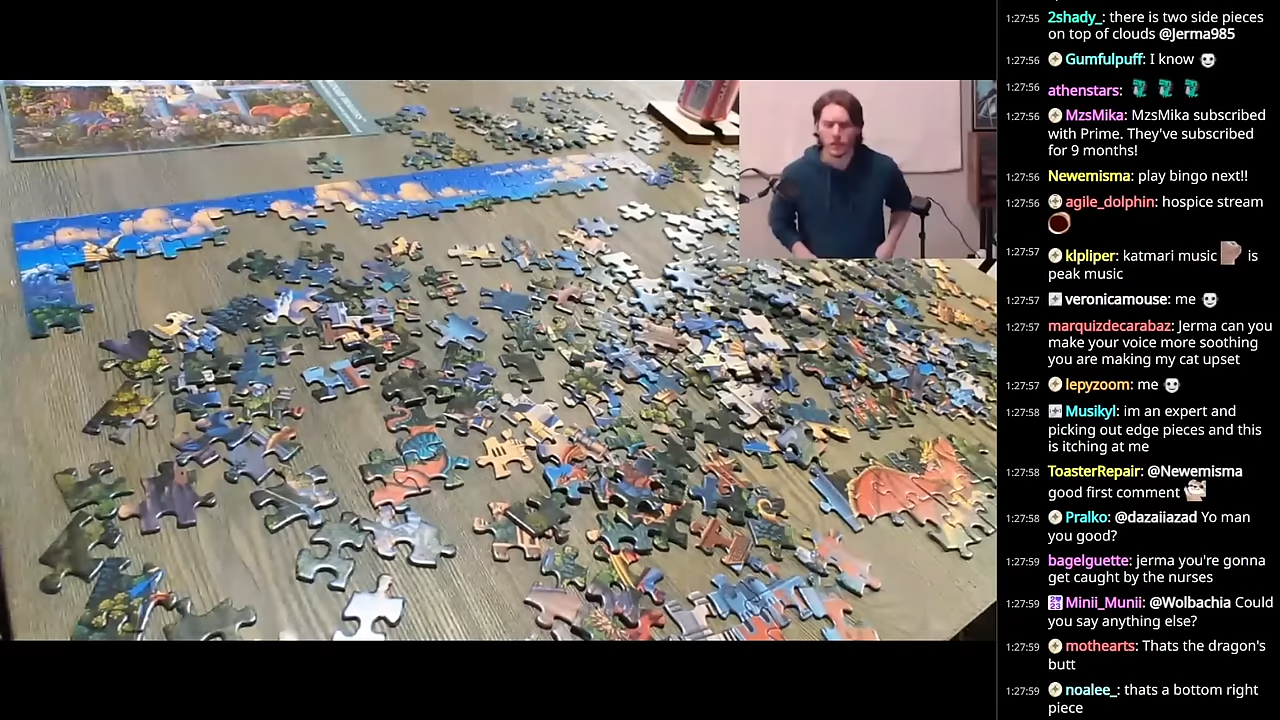 1:27:55 2shady_: there is two side pieces
on top of clouds @Jerma985
1:27:56 Gumfulpuff: I know
1:27:56 athenstars:
1:27:56 MzsMika: MzsMika subscribed
with Prime. They've subscribed
for 9 months!
1:27:56 Newemisma: play bingo next!!
1:27:56 agile_dolphin: hospice stream
1:27:57 klpliper: katmari music is
peak music
1:27:57 veronicamouse: me
1:27:57 marquizdecarabaz: Jerma can you
make your voice more soothing
you are making my cat upset
1:27:57 lepyzoom: me
1:27:58 Musikyl: im an expert and
picking out edge pieces and this
is itching at me
1:27:58 ToasterRepair: @Newemisma
good first comment
1:27:58 Pralko: @dazaiiazad Yo man
you good?
1:27:59 bagelguette: jerma you're gonna
get caught by the nurses
1:27:59 Minii_Munii: @Wolbachia Could
you say anything else?
1:27:59 mothearts: Thats the dragon's
butt
1:27:59 noalee_: thats a bottom right
piece